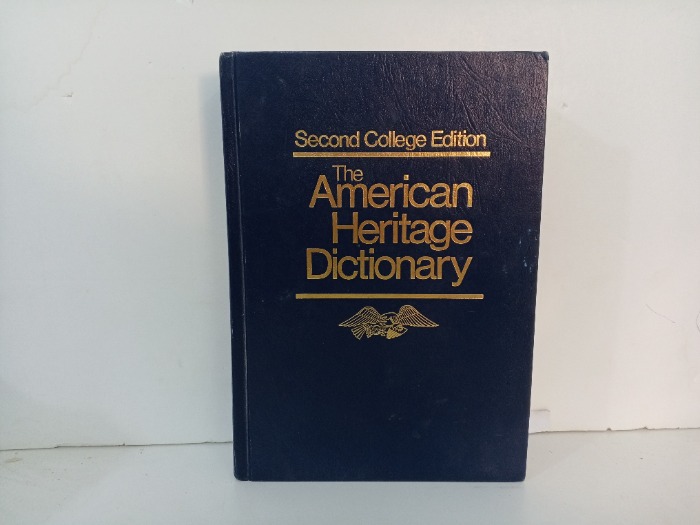 Second College Edition
The
American
Heritage
Dictionary